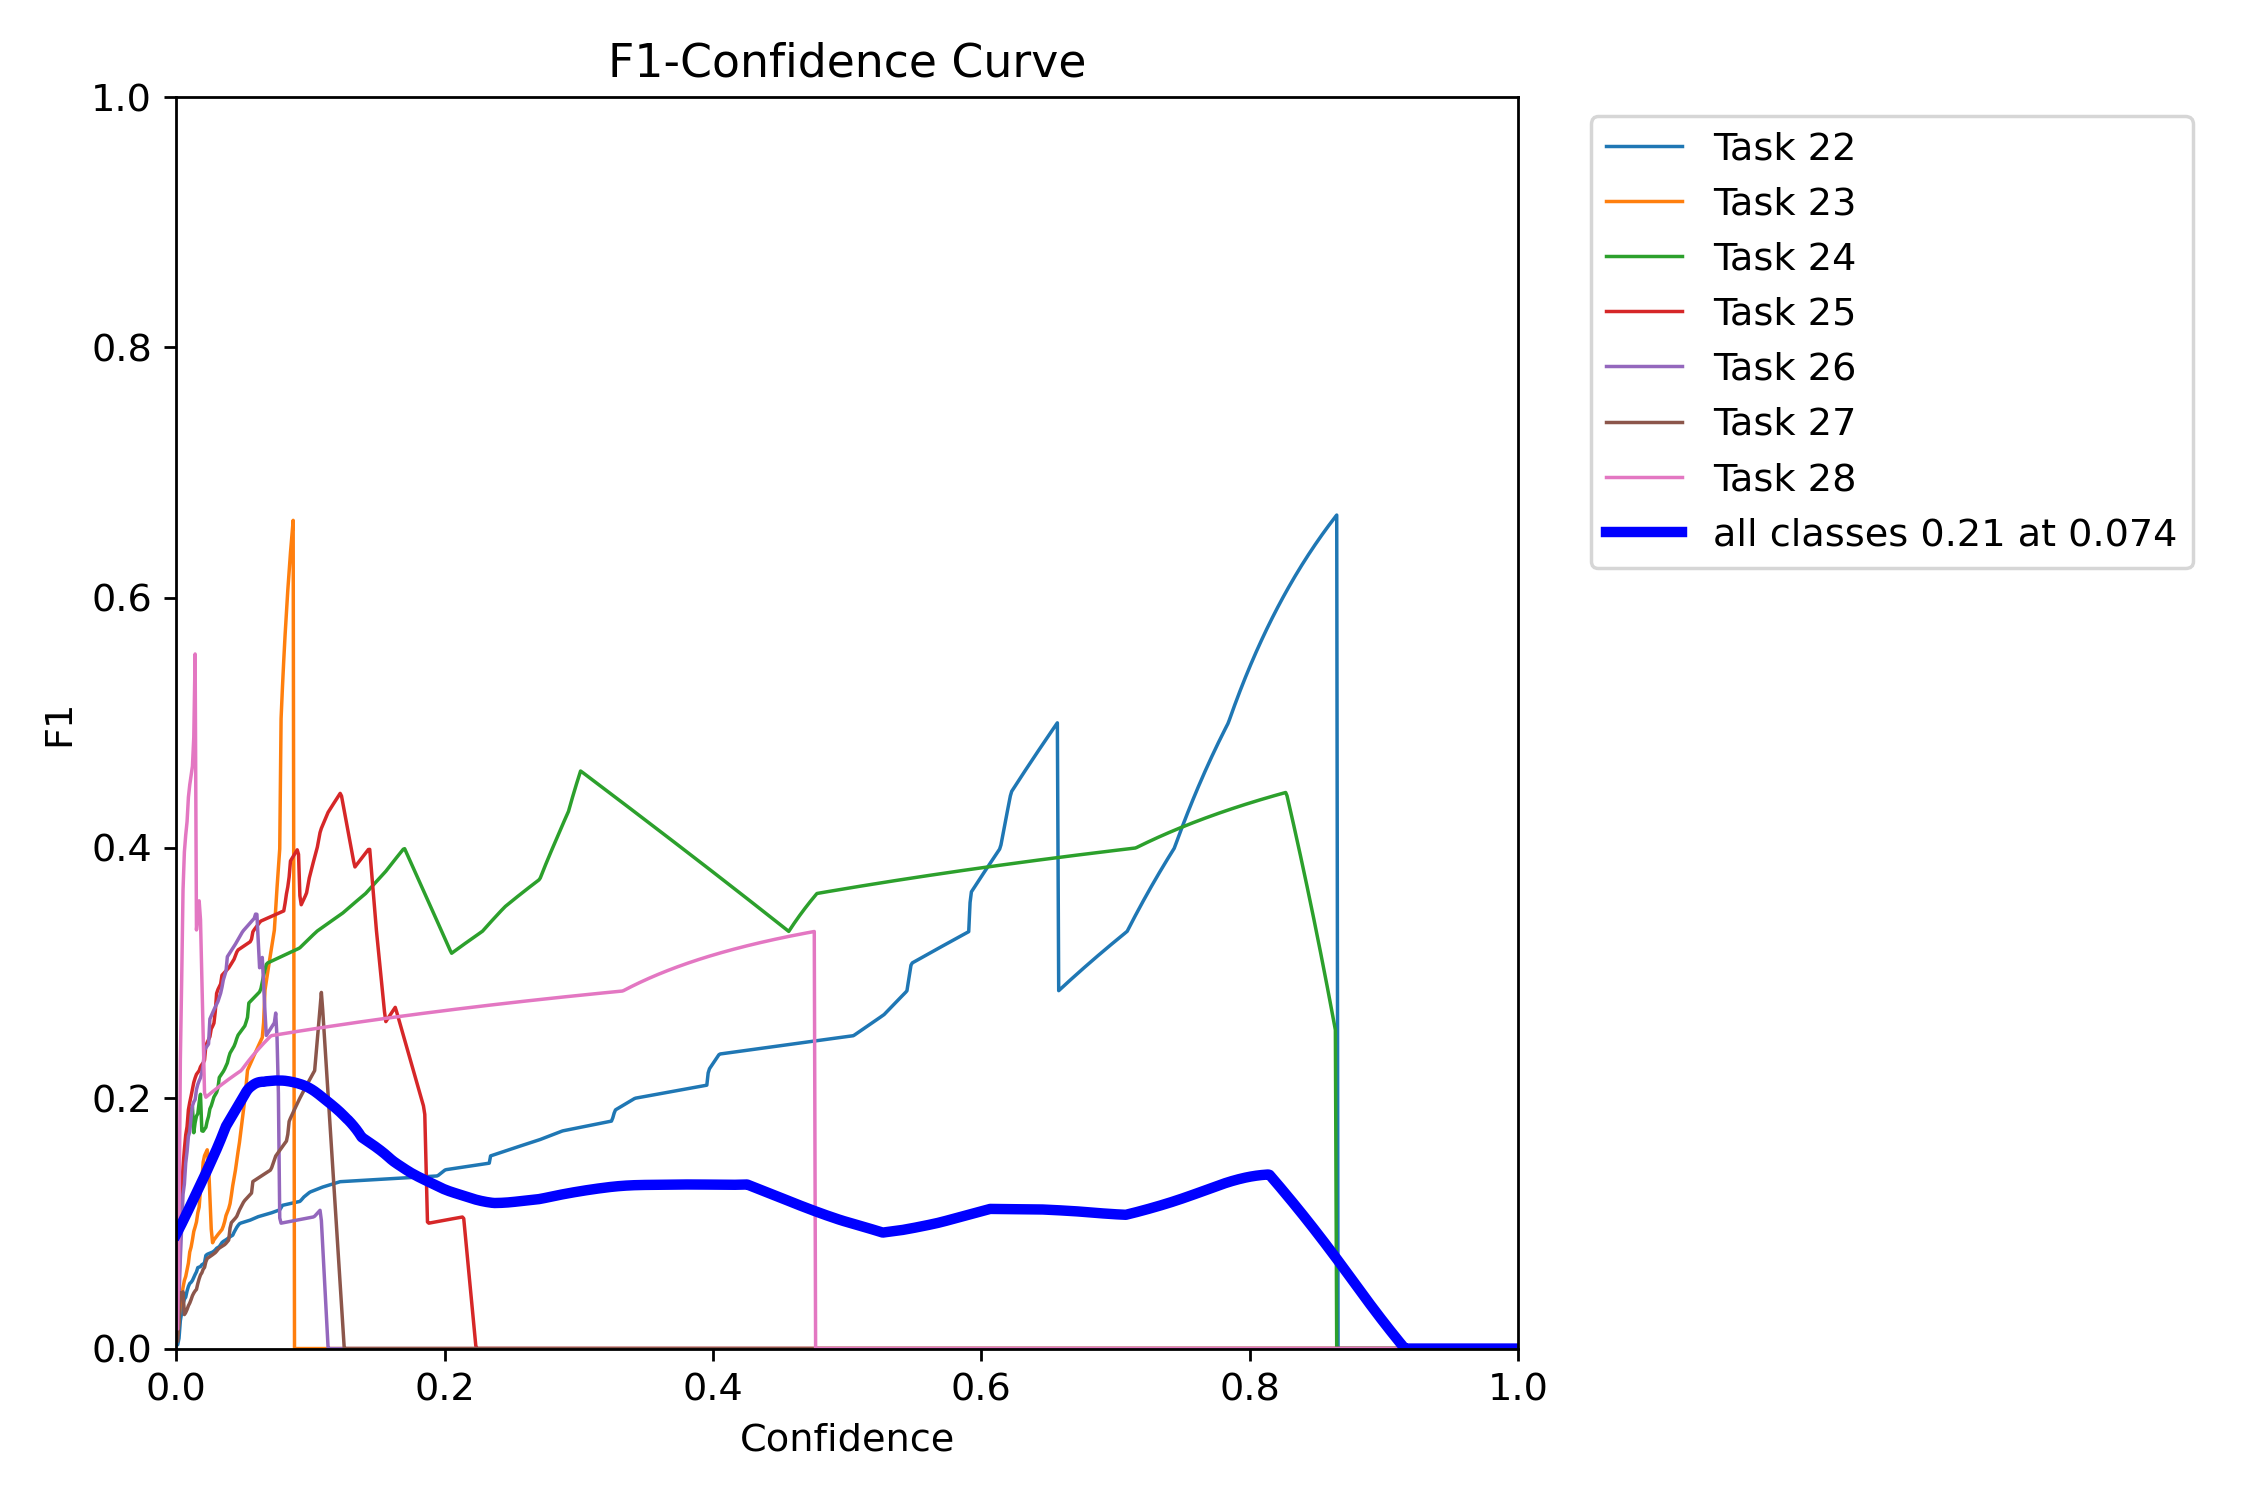 F1-Confidence Curve
1.0
0.8
0.6
0.4
0.2
0.0
F1
0.0 0.2 0.4 0.6 0.8 1.0
Confidence
Task 22
Task 23
Task 24
Task 25
Task 26
Task 27
Task 28
all classes 0.21 at 0.074